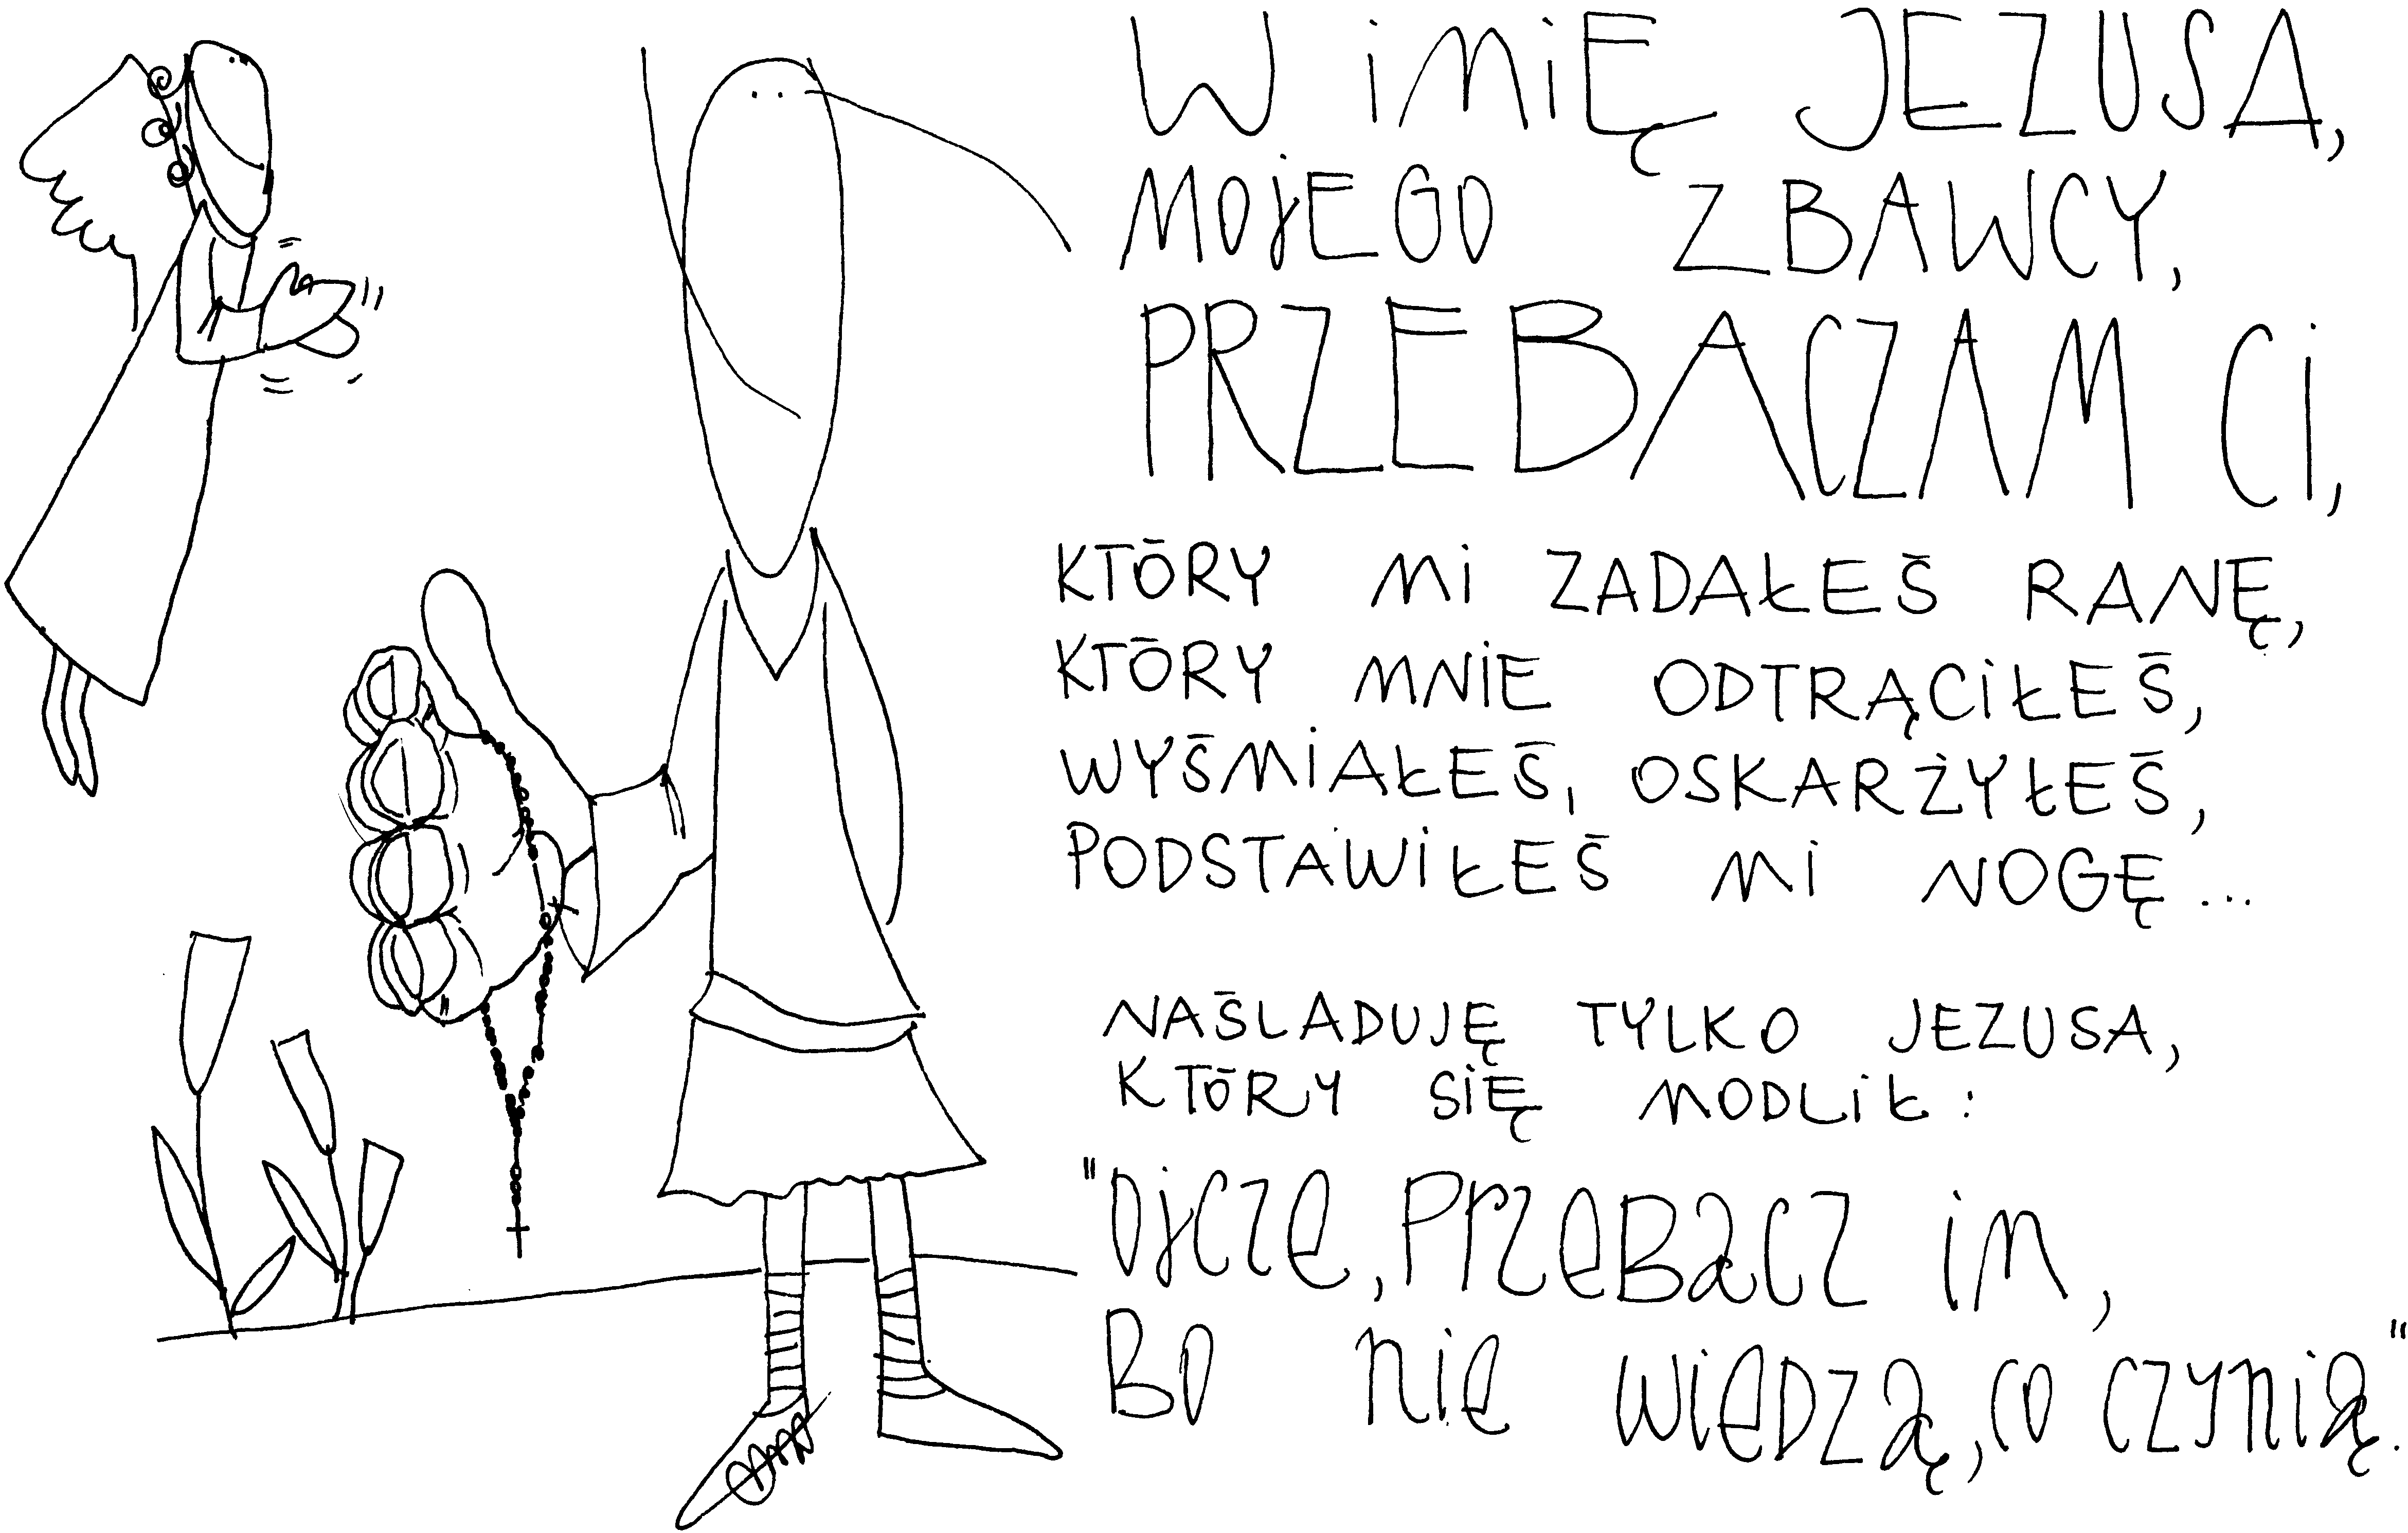 W iMIĘ JEZUSA,
MOjEGO ZBAWCY,
PRZEBACZAM Ci,
KTÓRY Mi ZADAŁEŚ RANĘ,
KTÓRY MNiE ODTRĄCiŁEŚ,
WYŚMiAŁEŚ, OSKARŻYŁEŚ,
PODSTAWiŁEŚ Mi NOGĘ...
NAŚLADUJĘ TYLKO JEZUSA,
KTÓRY SiĘ MODLiŁ:
"Ojcze, PrzeBacz iM,
Bo nie wieDzą, co czynią."